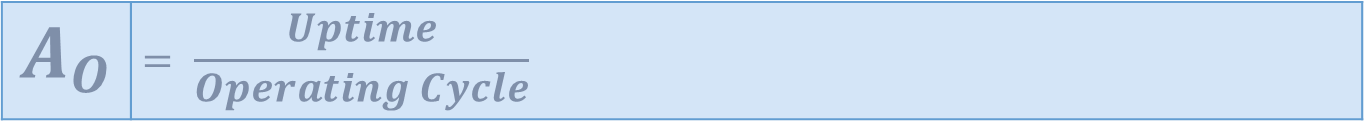 A_O = Uptime
Operating Cycle